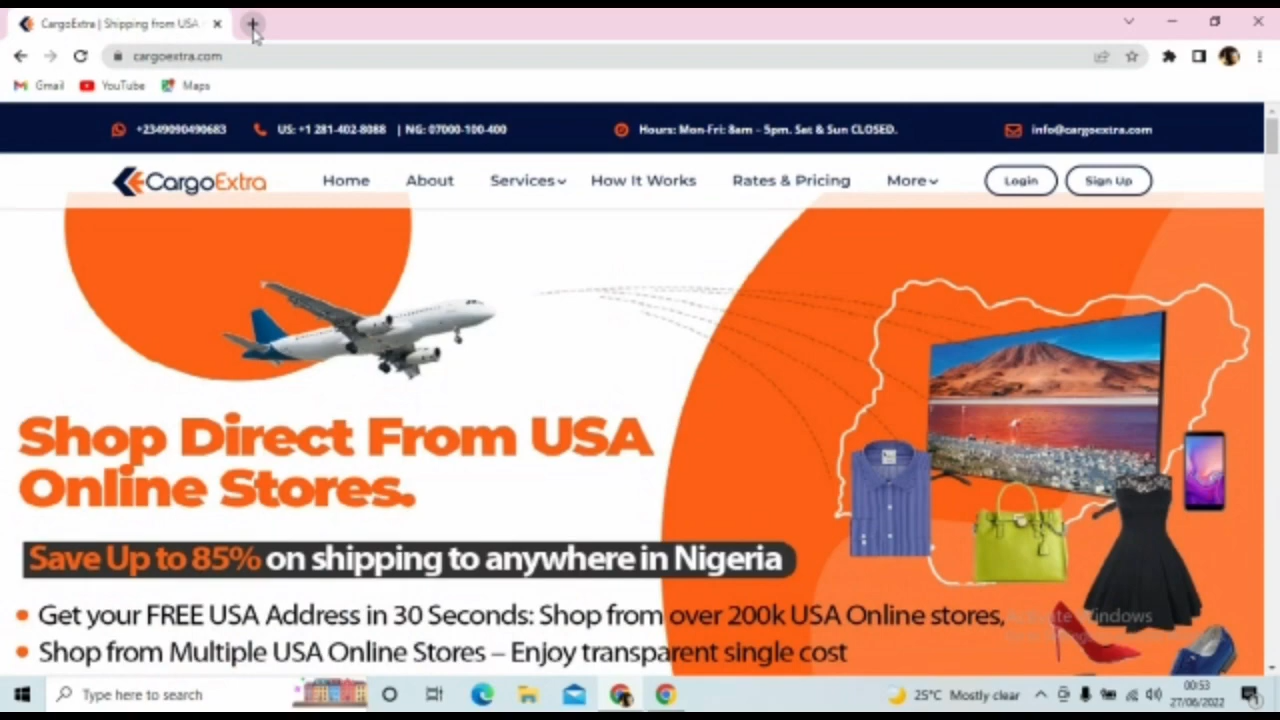 CargoExtra | Shipping from USA
cargoextra.com
Gmail YouTube Maps
+2349090490683 US: +1 281-402-8088 | NG: 07000-100-400 Hours: Mon-Fri: 8am - 5pm. Sat & Sun CLOSED. info@cargoextra.com
CargoExtra Home About Services How It Works Rates & Pricing More Login Sign Up
Shop Direct From USA
Online Stores.
Save Up to 85% on shipping to anywhere in Nigeria
Get your FREE USA Address in 30 Seconds: Shop from over 200k USA Online stores,
Activate Windows
Shop from Multiple USA Online Stores – Enjoy transparent single cost
Type here to search 25°C Mostly clear 00:53
27/06/2022